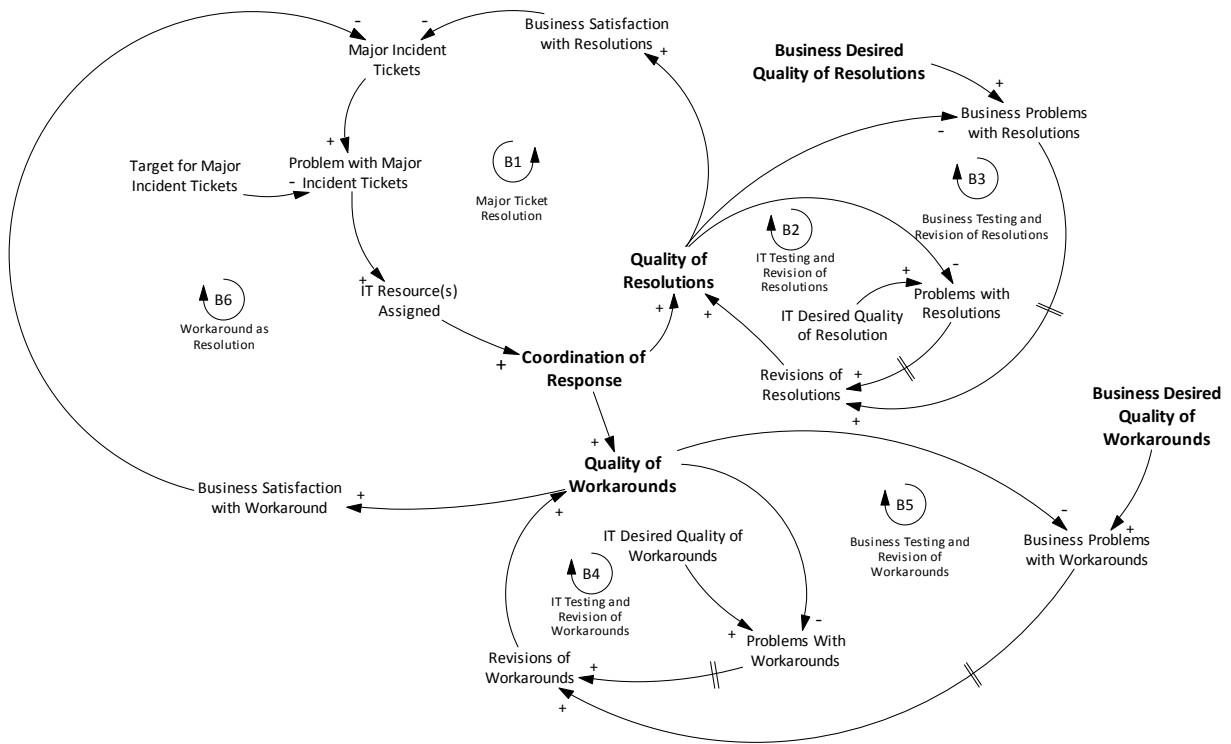 Business Satisfaction
with Resolutions
+
-
-
Major Incident
Tickets
Business Desired
Quality of Resolutions
+
Business Problems
with Resolutions
-
+
Problem with Major
Incident Tickets
-
Target for Major
Incident Tickets
B1
Major Ticket
Resolution
B3
Business Testing and
Revision of Resolutions
B2
IT Testing and
Revision of
Resolutions
Quality of
Resolutions
+
+
-
+
Problems with
Resolutions
IT Desired Quality
of Resolution
+
IT Resource(s)
Assigned
B6
Workaround as
Resolution
+
Coordination of
Response
Revisions of
Resolutions
+
+
Business Desired
Quality of
Workarounds
+
Quality of
Workarounds
+
Business Satisfaction
with Workaround
+
B5
Business Testing and
Revision of
Workarounds
-
+
Business Problems
with Workarounds
IT Desired Quality of
Workarounds
B4
IT Testing and
Revision of
Workarounds
-
+
Problems With
Workarounds
Revisions of
Workarounds
+
+